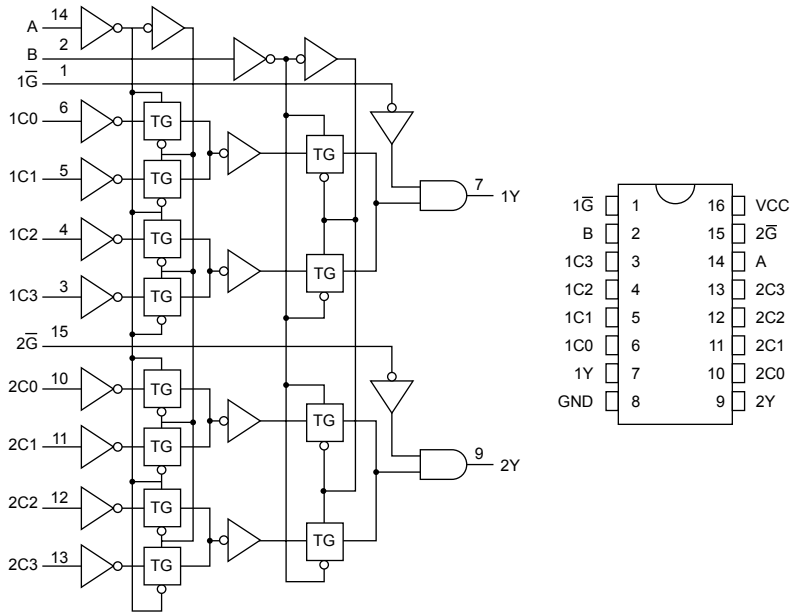 A 14
B 2
1G̅ 1
1C0 6
TG
1C1 5
TG
TG
7 1Y
1C2 4
TG
1C3 3
TG
TG
2G̅ 15
2C0 10
TG
2C1 11
TG
TG
9 2Y
2C2 12
TG
2C3 13
TG
TG
1G̅ 1 16 VCC
B 2 15 2G̅
1C3 3 14 A
1C2 4 13 2C3
1C1 5 12 2C2
1C0 6 11 2C1
1Y 7 10 2C0
GND 8 9 2Y